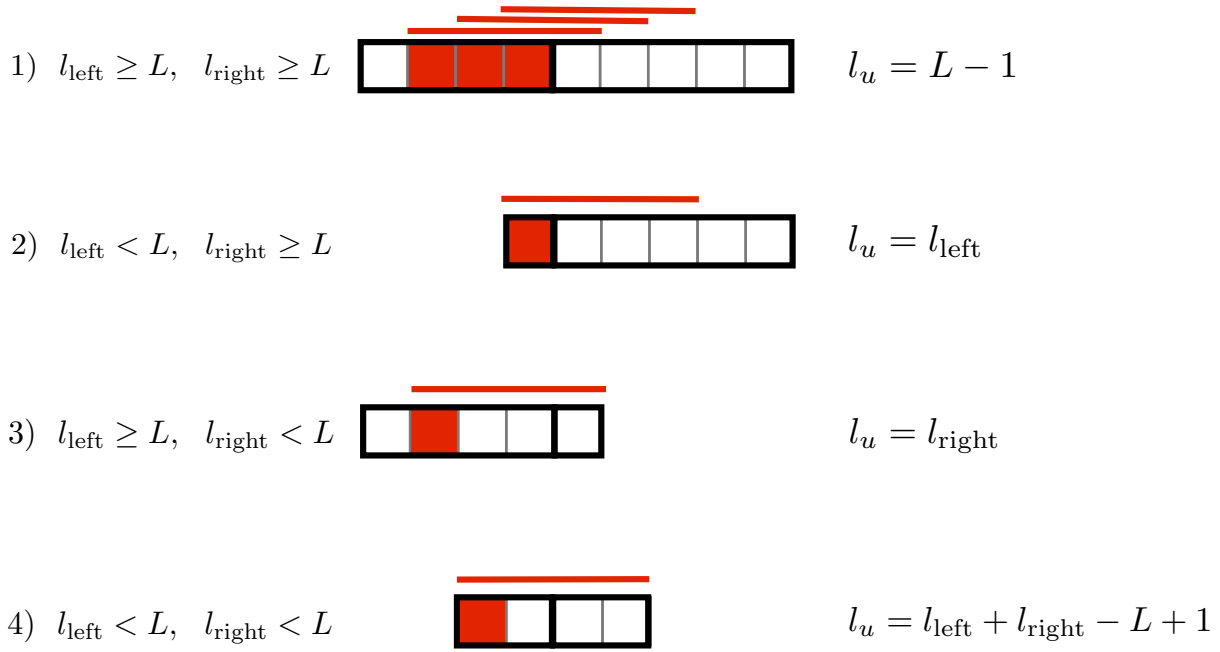 1) l_left ≥ L, l_right ≥ L l_u = L − 1
2) l_left < L, l_right ≥ L l_u = l_left
3) l_left ≥ L, l_right < L l_u = l_right
4) l_left < L, l_right < L l_u = l_left + l_right − L + 1